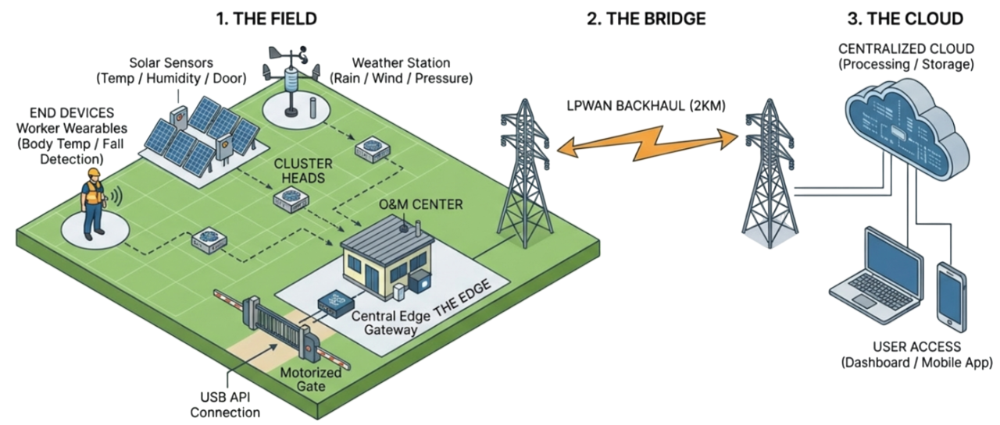 1. THE FIELD
2. THE BRIDGE
3. THE CLOUD
Solar Sensors
(Temp / Humidity / Door)
Weather Station
(Rain / Wind / Pressure)
END DEVICES
Worker Wearables
(Body Temp / Fall
Detection)
CLUSTER
HEADS
O&M CENTER
THE EDGE
Central Edge
Gateway
Motorized
Gate
USB API
Connection
LPWAN BACKHAUL (2KM)
CENTRALIZED CLOUD
(Processing / Storage)
USER ACCESS
(Dashboard / Mobile App)